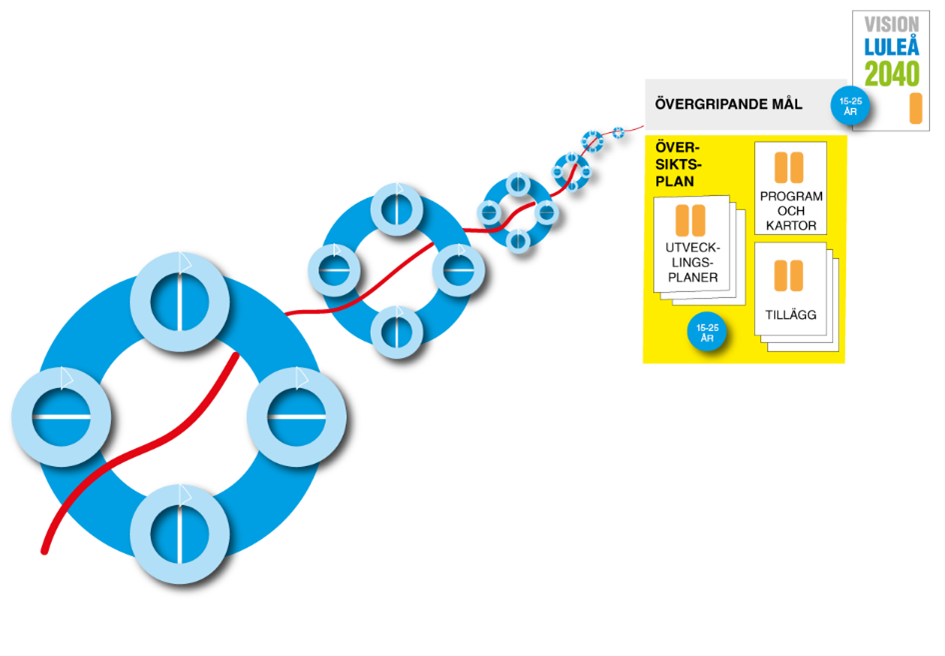 VISION
LULEÅ
2040
15-25
ÅR
ÖVERGRIPANDE MÅL
ÖVER-
SIKTS-
PLAN
PROGRAM
OCH
KARTOR
UTVECK-
LINGS-
PLANER
TILLÄGG
15-25
ÅR